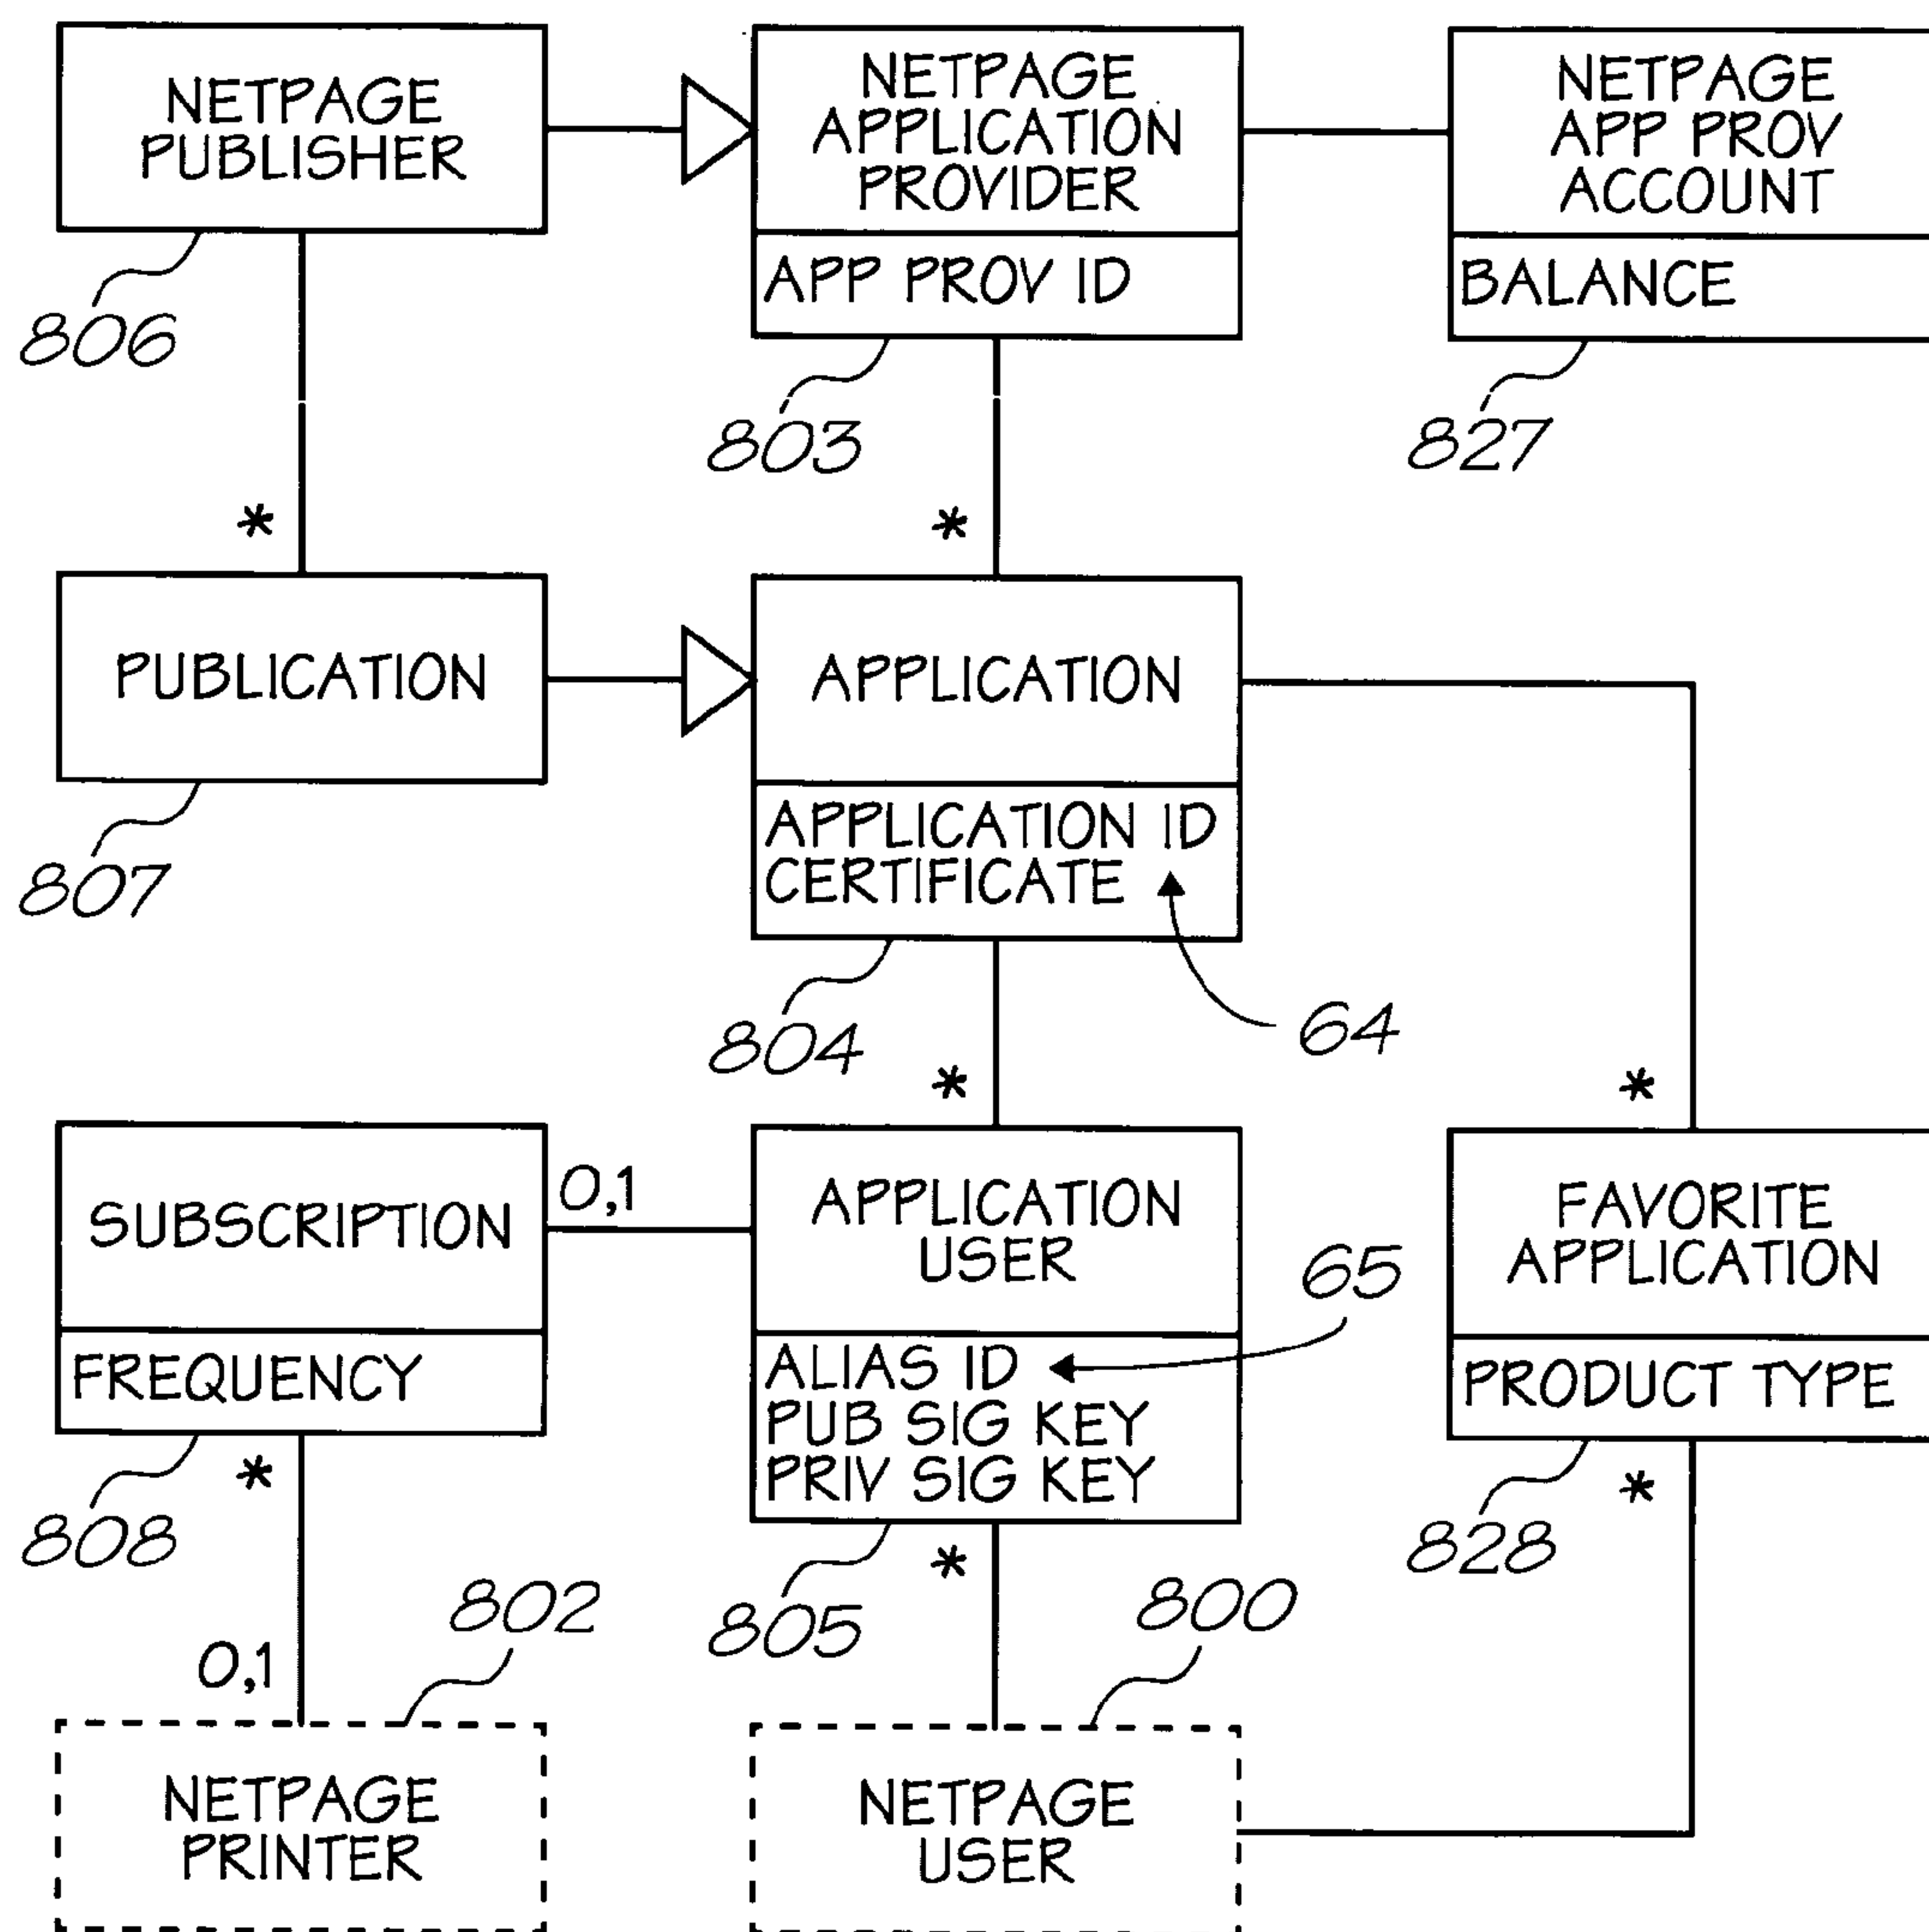 NETPAGE
PUBLISHER
NETPAGE
APPLICATION
PROVIDER
APP PROV ID
NETPAGE
APP PROV
ACCOUNT
BALANCE
806
803
827
*
*
PUBLICATION
APPLICATION
APPLICATION ID
CERTIFICATE
807
804
64
*
*
SUBSCRIPTION
FREQUENCY
0,1
APPLICATION
USER
ALIAS ID
PUB SIG KEY
PRIV SIG KEY
65
FAVORITE
APPLICATION
PRODUCT TYPE
808
*
805
*
828
*
802
800
0,1
NETPAGE
PRINTER
NETPAGE
USER